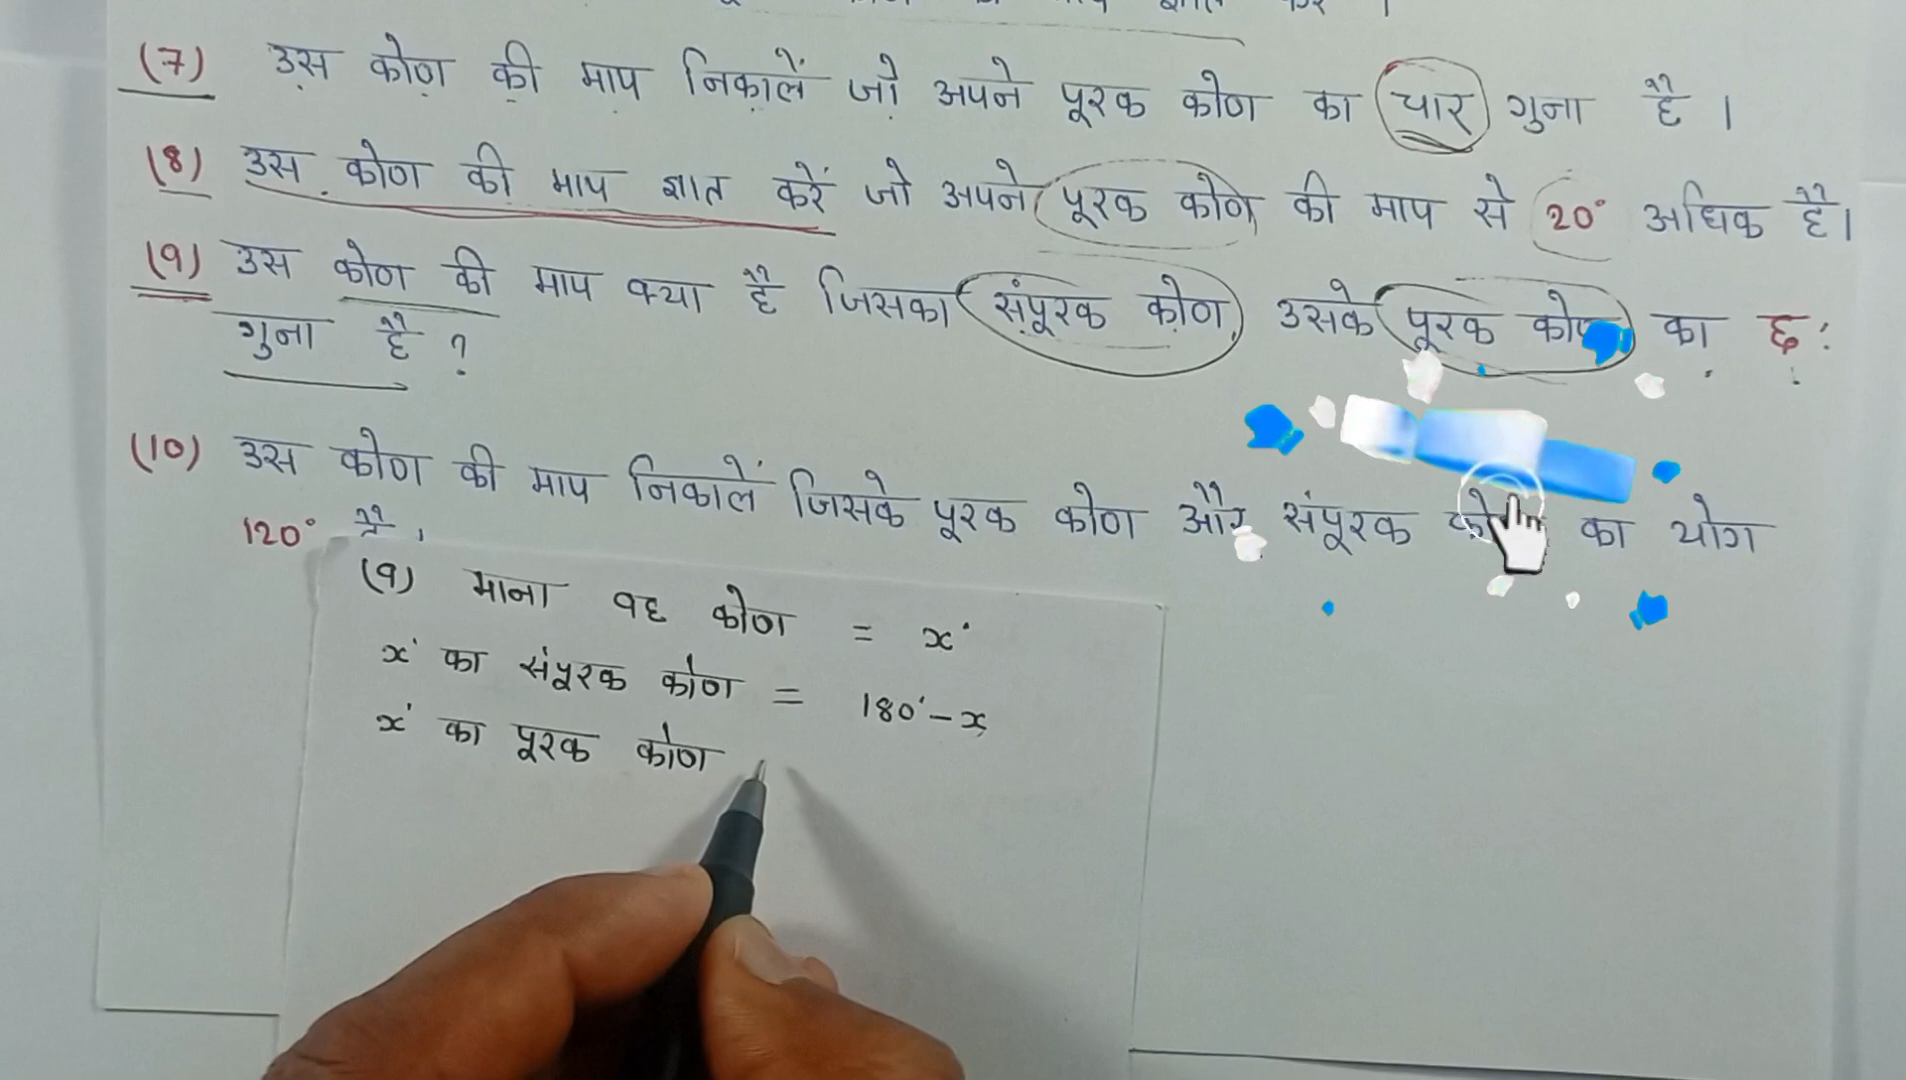 (7) उस कोण की माप निकालें जो अपने पूरक कोण का चार गुना है ।
(8) उस कोण की माप ज्ञात करें जो अपने पूरक कोण की माप से 20° अधिक है।
(9) उस कोण की माप क्या है जिसका संपूरक कोण उसके पूरक कोण का छः
गुना है ?
(10) उस कोण की माप निकालें जिसके पूरक कोण और संपूरक कोण का योग
120° है ।
(9) माना वह कोण = x°
x° का संपूरक कोण = 180° - x
x° का पूरक कोण